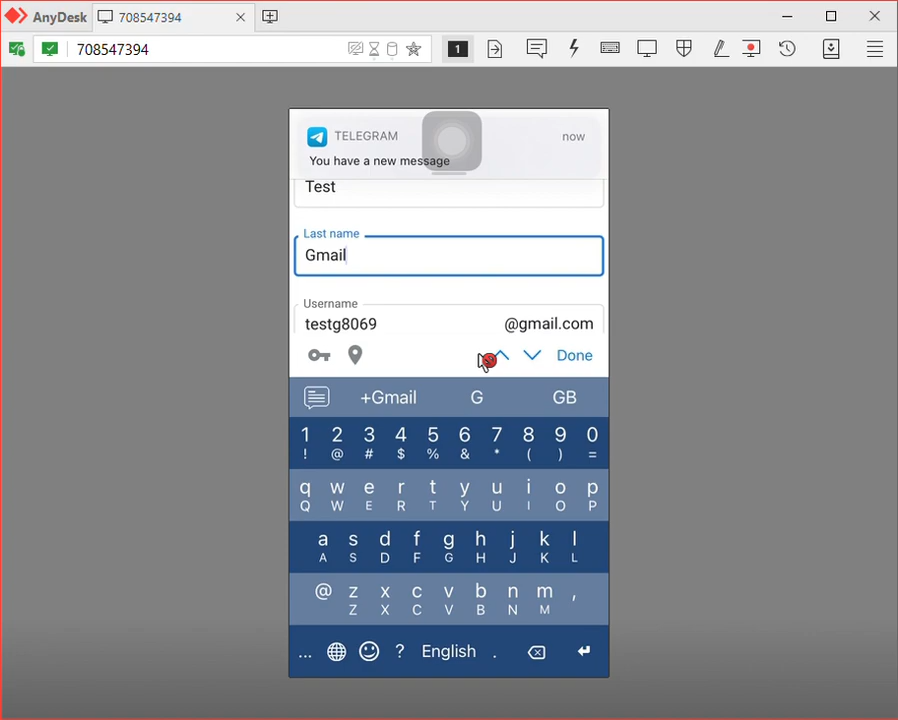 AnyDesk 708547394
708547394 1
TELEGRAM now
You have a new message
Test
Last name
Gmail
Username
testg8069 @gmail.com
Done
+Gmail G GB
1 2 3 4 5 6 7 8 9 0
! @ # $ % & * ( ) =
q w e r t y u i o p
Q W E R T Y U I O P
a s d f g h j k l
A S D F G H J K L
@ z x c v b n m ,
Z X C V B N M
... ? English .